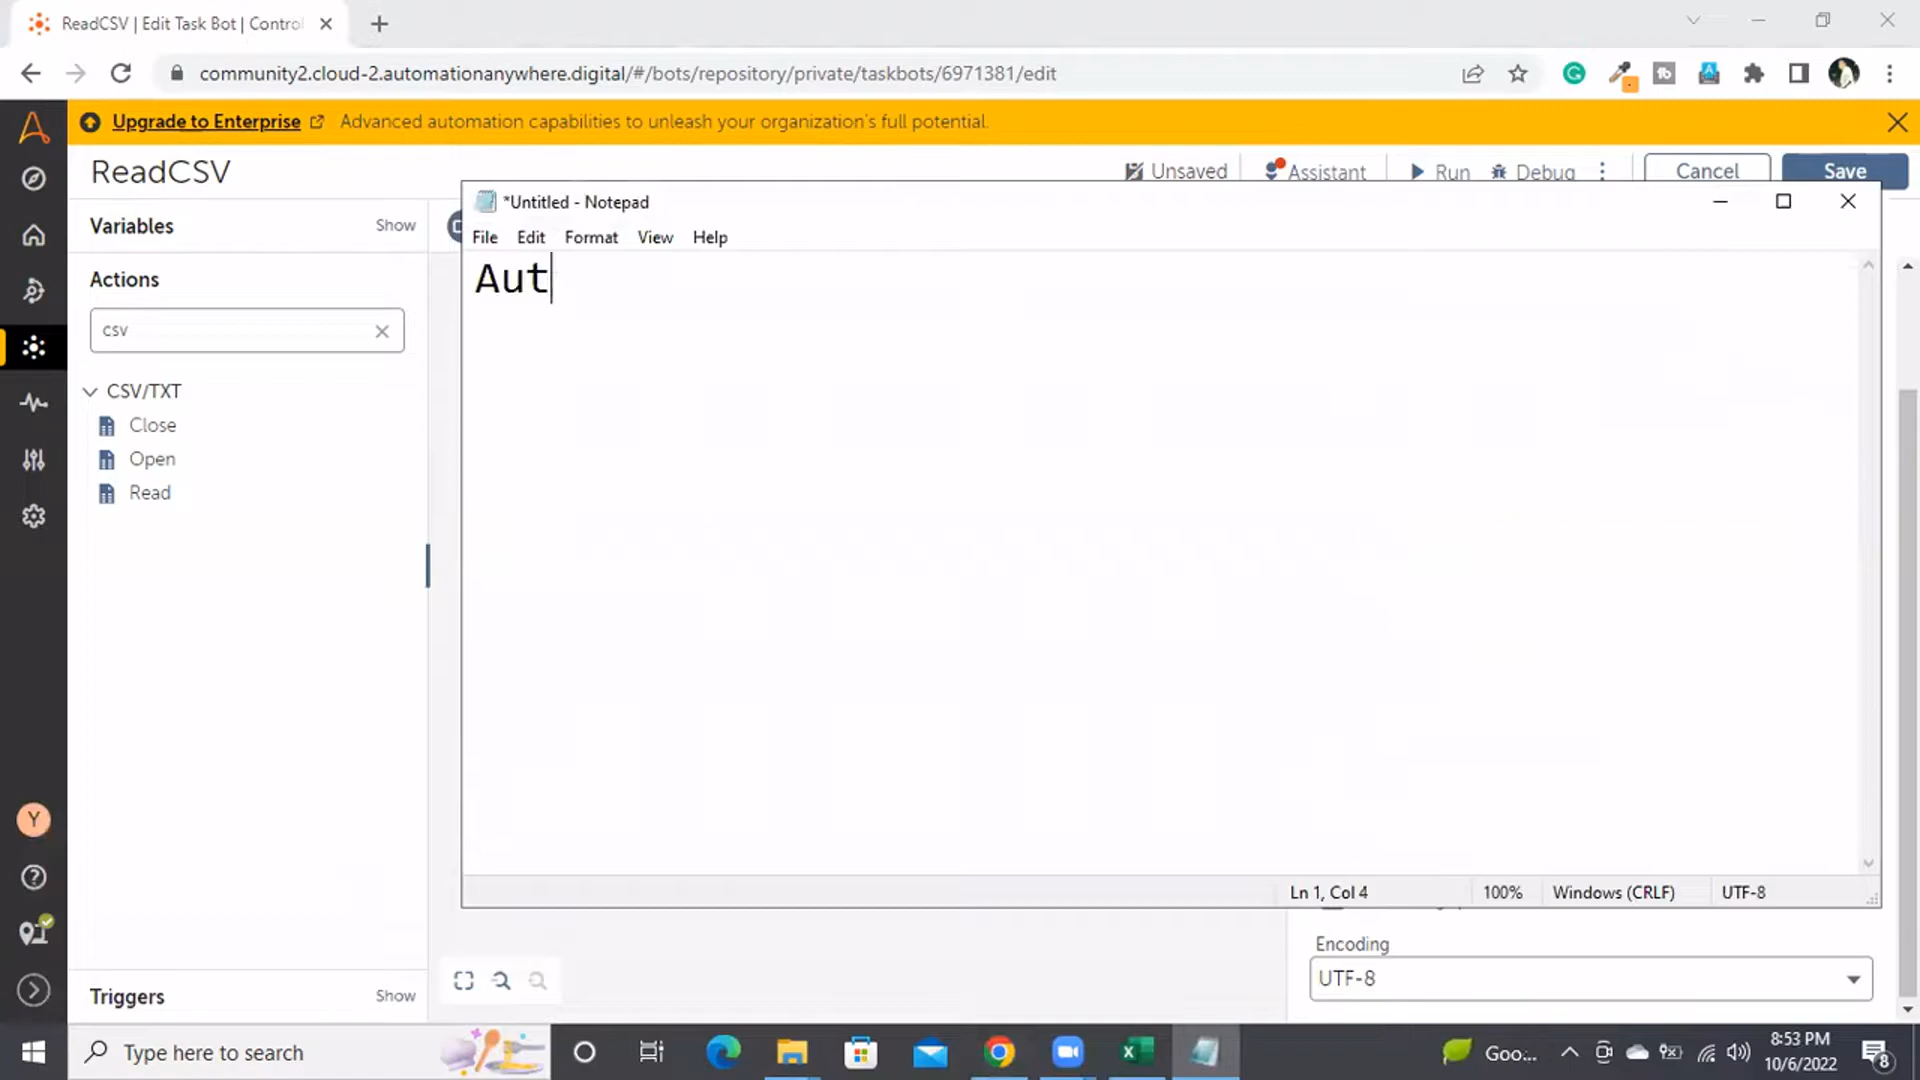 ReadCSV | Edit Task Bot | Contro
community2.cloud-2.automationanywhere.digital/#/bots/repository/private/taskbots/6971381/edit
Upgrade to Enterprise Advanced automation capabilities to unleash your organization's full potential.
ReadCSV
Unsaved
Assistant
Run
Debug
Cancel
Save
Variables
Show
Actions
csv
CSV/TXT
Close
Open
Read
*Untitled - Notepad
File Edit Format View Help
Aut
Ln 1, Col 4
100%
Windows (CRLF)
UTF-8
Encoding
UTF-8
Y
Triggers
Show
Type here to search
Goo...
8:53 PM
10/6/2022
8